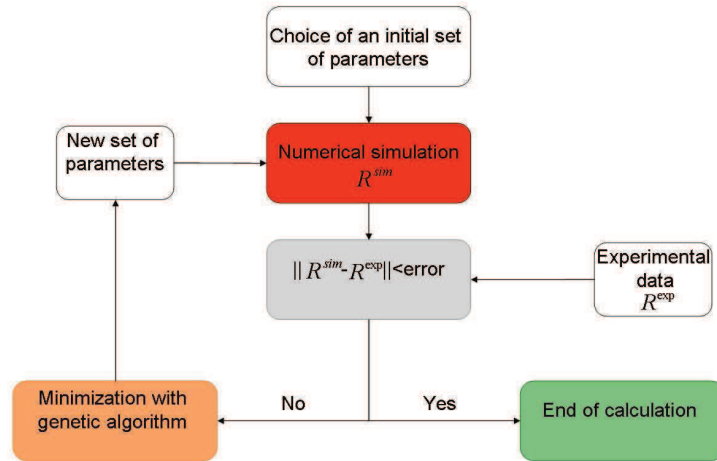 Choice of an initial set
of parameters
New set of
parameters
Numerical simulation
R^sim
|| R^sim-R^exp||<error
Experimental
data
R^exp
Minimization with
genetic algorithm
No
Yes
End of calculation